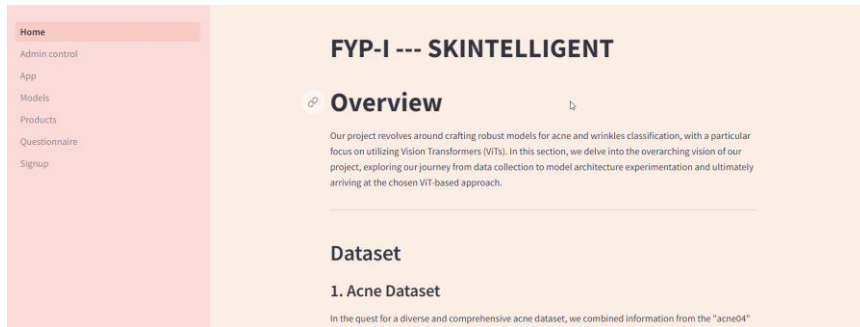 Home
Admin control
App
Models
Products
Questionnaire
Signup
FYP-I --- SKINTELLIGENT
Overview
Our project revolves around crafting robust models for acne and wrinkles classification, with a particular
focus on utilizing Vision Transformers (ViTs). In this section, we delve into the overarching vision of our
project, exploring our journey from data collection to model architecture experimentation and ultimately
arriving at the chosen ViT-based approach.
Dataset
1. Acne Dataset
In the quest for a diverse and comprehensive acne dataset, we combined information from the "acne04"